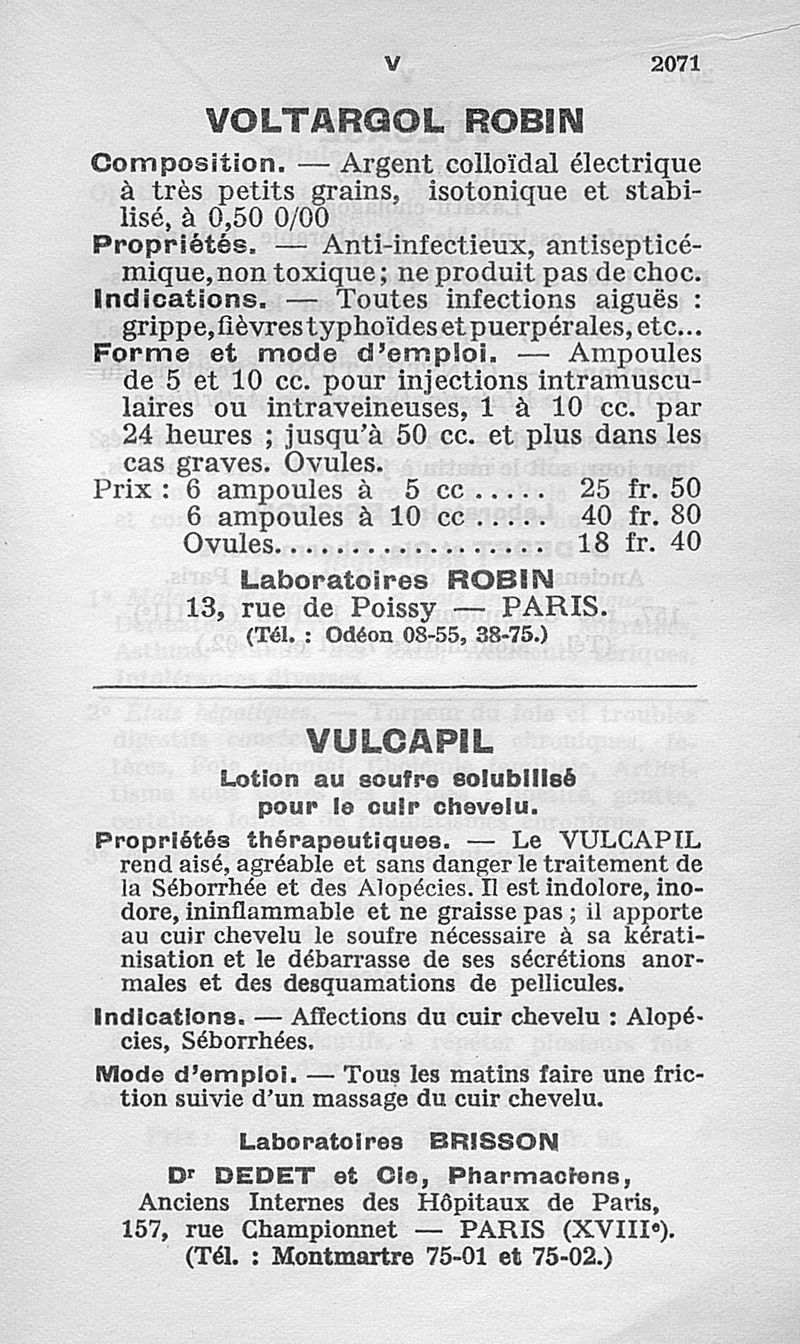 V 2071
VOLTARGOL ROBIN
Composition. — Argent colloïdal électrique
à très petits grains, isotonique et stabi-
lisé, à 0,50 0/00
Propriétés. — Anti-infectieux, antisepticé-
mique, non toxique ; ne produit pas de choc.
Indications. — Toutes infections aiguës :
grippe, fièvres typhoïdes et puerpérales, etc...
Forme et mode d'emploi. — Ampoules
de 5 et 10 cc. pour injections intramuscu-
laires ou intraveineuses, 1 à 10 cc. par
24 heures ; jusqu'à 50 cc. et plus dans les
cas graves. Ovules.
Prix : 6 ampoules à 5 cc ..... 25 fr. 50
6 ampoules à 10 cc ..... 40 fr. 80
Ovules.................. 18 fr. 40
Laboratoires ROBIN
13, rue de Poissy — PARIS.
(Tél. : Odéon 08-55, 38-75.)
VULCAPIL
Lotion au soufre solubilisé
pour le cuir chevelu.
Propriétés thérapeutiques. — Le VULCAPIL
rend aisé, agréable et sans danger le traitement de
la Séborrhée et des Alopécies. Il est indolore, ino-
dore, ininflammable et ne graisse pas ; il apporte
au cuir chevelu le soufre nécessaire à sa kérati-
nisation et le débarrasse de ses sécrétions anor-
males et des desquamations de pellicules.
Indications. — Affections du cuir chevelu : Alopé-
cies, Séborrhées.
Mode d'emploi. — Tous les matins faire une fric-
tion suivie d'un massage du cuir chevelu.
Laboratoires BRISSON
Dr DEDET et Cie, Pharmaciens,
Anciens Internes des Hôpitaux de Paris,
157, rue Championnet — PARIS (XVIIIe).
(Tél. : Montmartre 75-01 et 75-02.)